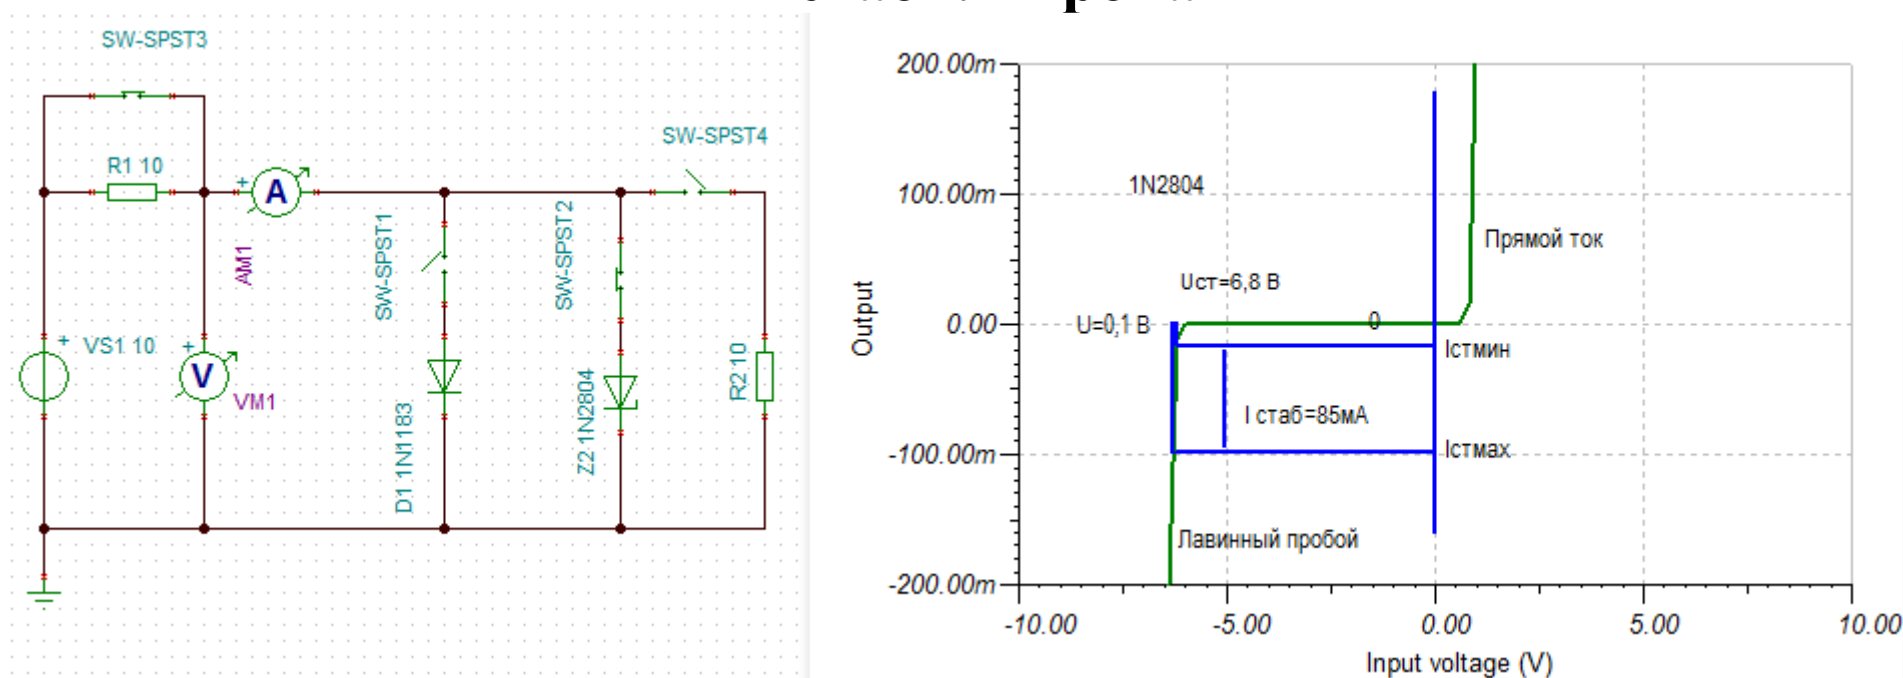 SW-SPST3
SW-SPST4
R1 10
+
A
AM1
SW-SPST1
SW-SPST2
+
VS1 10
+
V
VM1
D1 1N1183
Z2 1N2804
R2 10
200.00m
100.00m
0.00
-100.00m
-200.00m
Output
1N2804
Прямой ток
Uст=6,8 В
U=0,1 В
0
Iстмин
I стаб=85мА
Iстмах
Лавинный пробой
-10.00
-5.00
0.00
5.00
10.00
Input voltage (V)